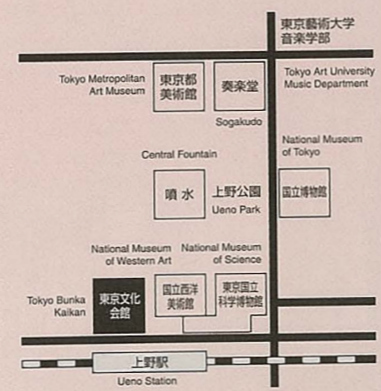 東京藝術大学
音楽学部
Tokyo Art University
Music Department
Tokyo Metropolitan
Art Museum
東京都
美術館
奏楽堂
Sogakudo
National Museum
of Tokyo
国立博物館
Central Fountain
噴水
上野公園
Ueno Park
National Museum
of Western Art
National Museum
of Science
Tokyo Bunka
Kaikan
東京文化
会館
国立西洋
美術館
東京国立
科学博物館
上野駅
Ueno Station